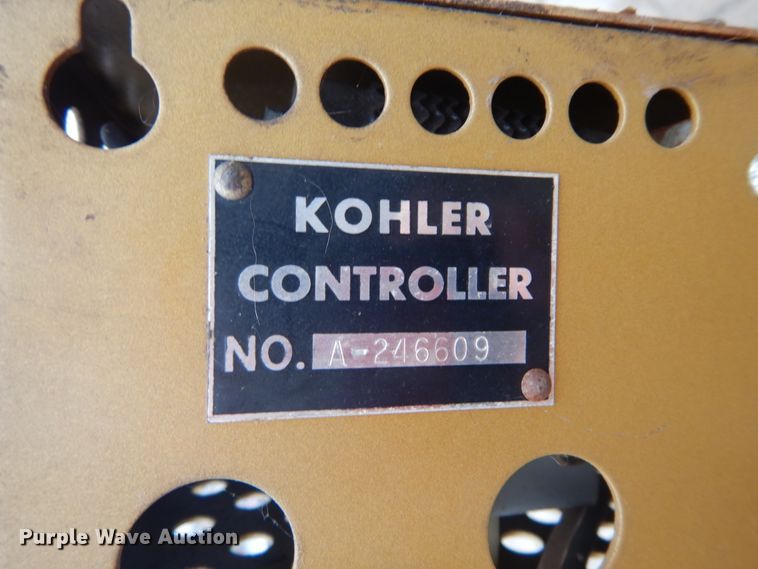 KOHLER
CONTROLLER
NO. A-246609
Purple Wave Auction